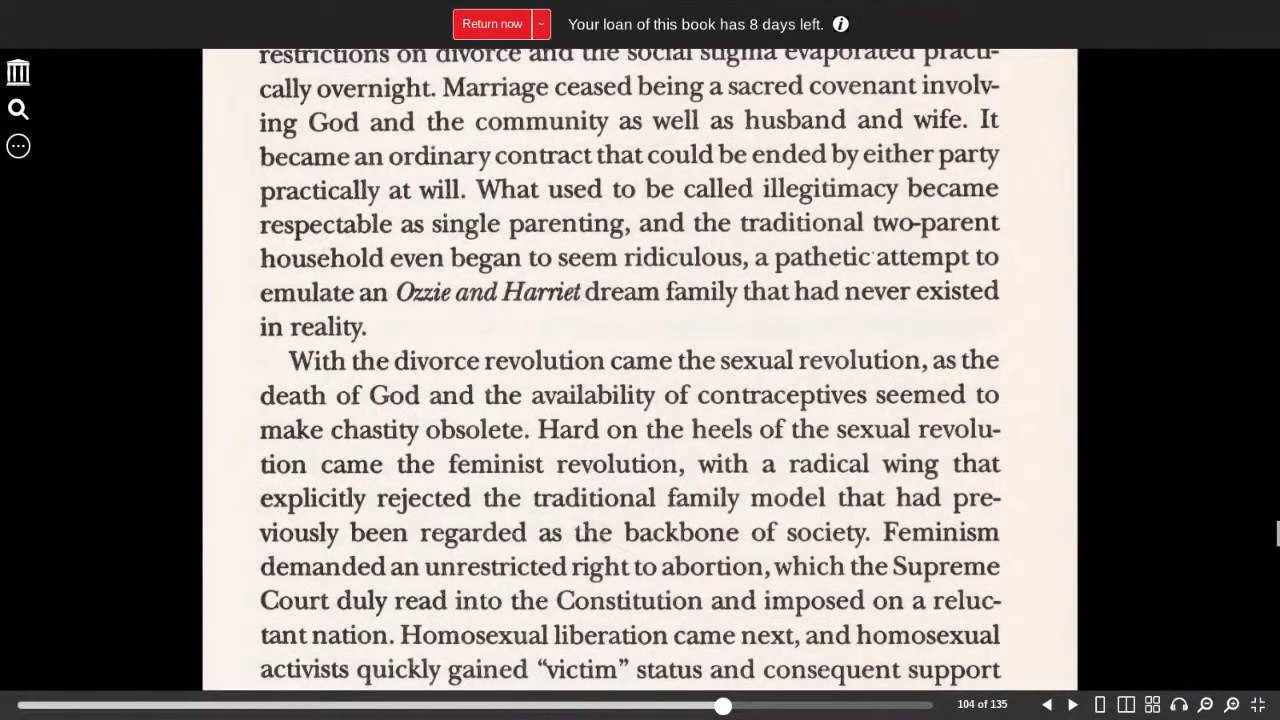 Return now
Your loan of this book has 8 days left.
restrictions on divorce and the social stigma evaporated practi-
cally overnight. Marriage ceased being a sacred covenant involv-
ing God and the community as well as husband and wife. It
became an ordinary contract that could be ended by either party
practically at will. What used to be called illegitimacy became
respectable as single parenting, and the traditional two-parent
household even began to seem ridiculous, a pathetic attempt to
emulate an Ozzie and Harriet dream family that had never existed
in reality.
With the divorce revolution came the sexual revolution, as the
death of God and the availability of contraceptives seemed to
make chastity obsolete. Hard on the heels of the sexual revolu-
tion came the feminist revolution, with a radical wing that
explicitly rejected the traditional family model that had pre-
viously been regarded as the backbone of society. Feminism
demanded an unrestricted right to abortion, which the Supreme
Court duly read into the Constitution and imposed on a reluc-
tant nation. Homosexual liberation came next, and homosexual
activists quickly gained “victim” status and consequent support
104 of 135